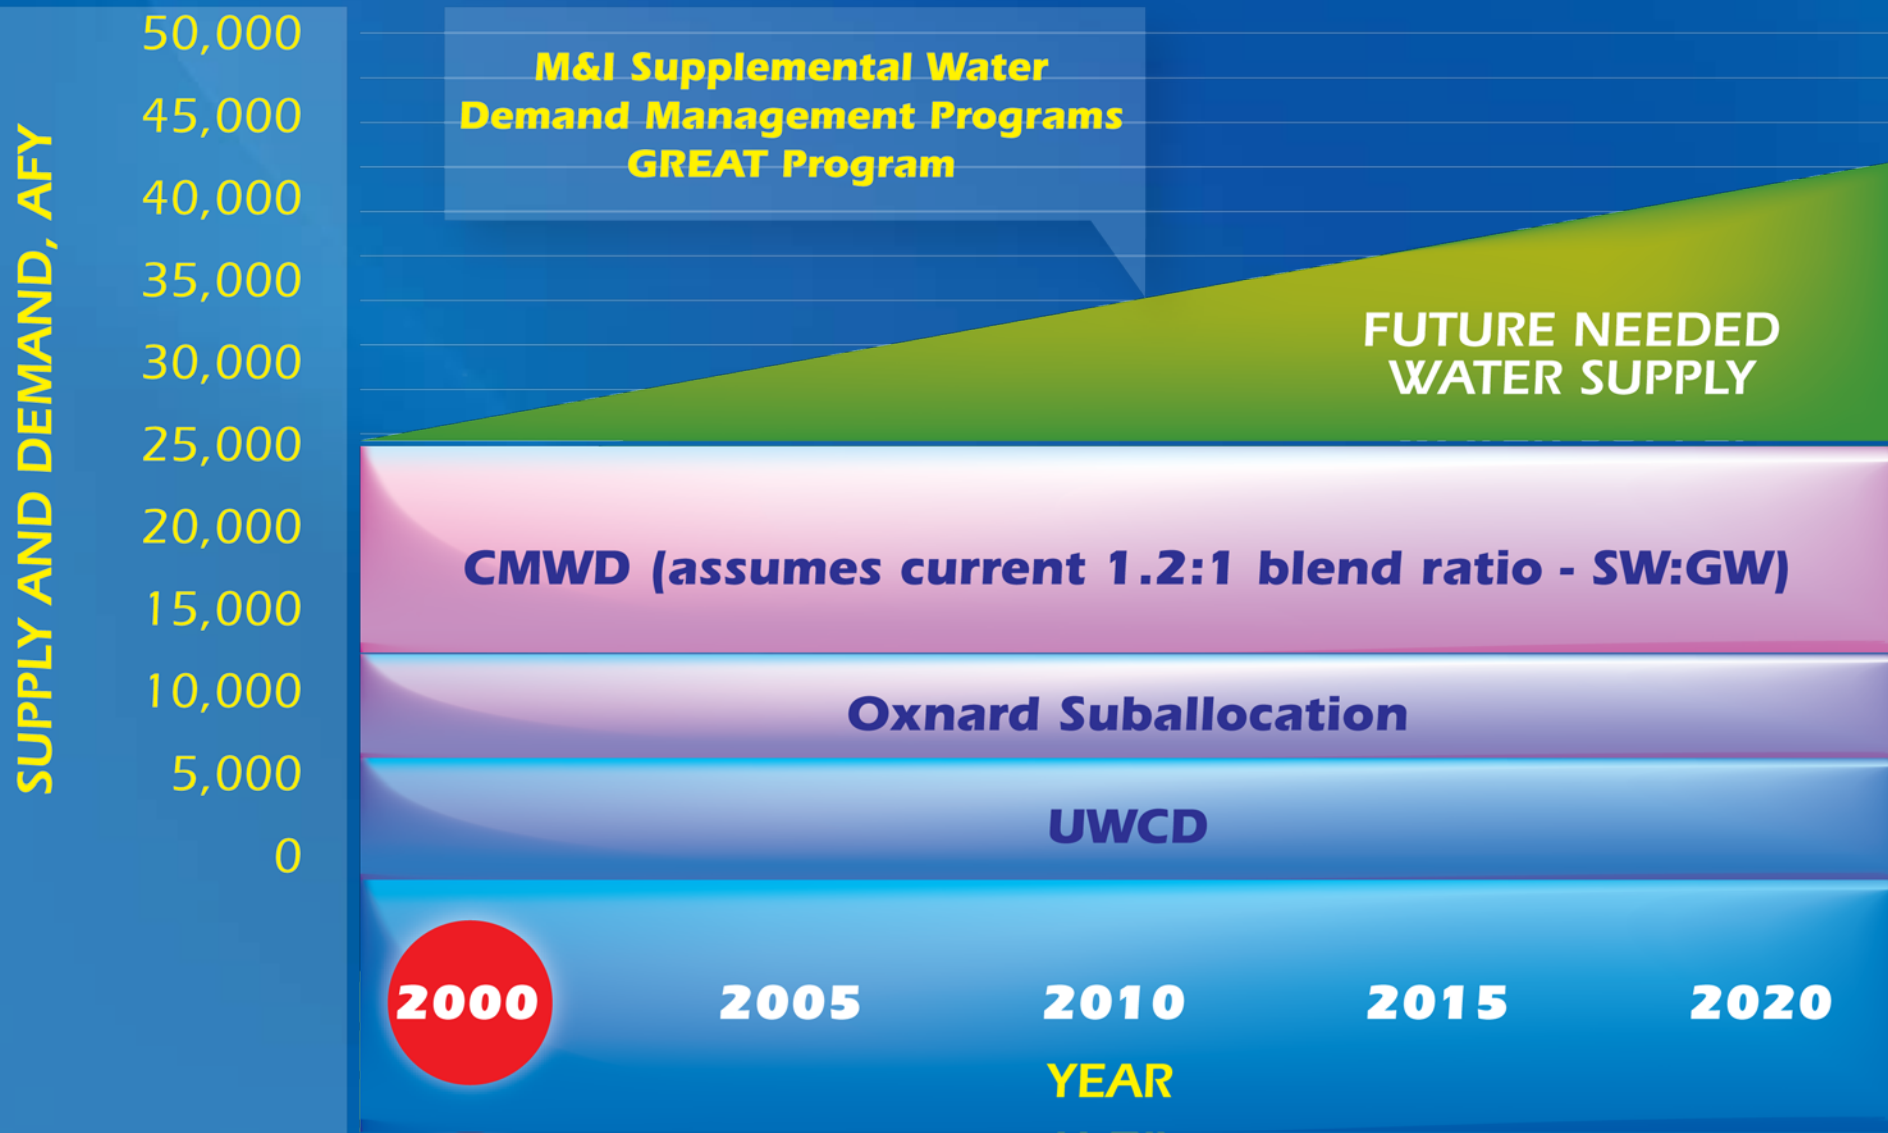 SUPPLY AND DEMAND, AFY
50,000
45,000
40,000
35,000
30,000
25,000
20,000
15,000
10,000
5,000
0
M&I Supplemental Water
Demand Management Programs
GREAT Program
FUTURE NEEDED
WATER SUPPLY
CMWD (assumes current 1.2:1 blend ratio - SW:GW)
Oxnard Suballocation
UWCD
2000
2005
2010
2015
2020
YEAR